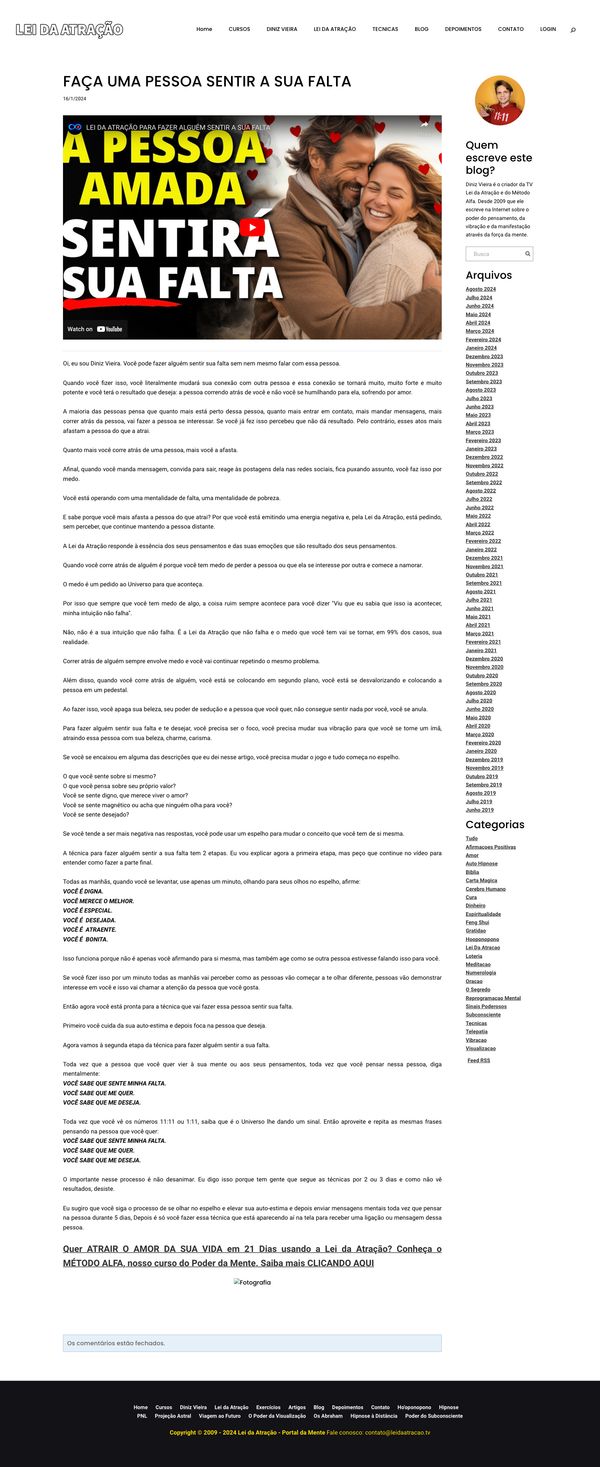 LEI DA ATRAÇÃO
Home CURSOS DINIZ VIEIRA LEI DA ATRAÇÃO TECNICAS BLOG DEPOIMENTOS CONTATO LOGIN
FAÇA UMA PESSOA SENTIR A SUA FALTA
16/1/2024
LEI DA ATRAÇÃO PARA FAZER ALGUÉM SENTIR A SUA FALTA
A PESSOA
AMADA
SENTIRÁ
SUA FALTA
Watch on YouTube
Oi, eu sou Diniz Vieira. Você pode fazer alguém sentir sua falta sem nem mesmo falar com essa pessoa.
Quando você fizer isso, você literalmente mudará sua conexão com outra pessoa e essa conexão se tornará muito, muito forte e muito
potente e você terá o resultado que deseja: a pessoa correndo atrás de você e não você se humilhando para ela, sofrendo por amor.
A maioria das pessoas pensa que quanto mais está perto dessa pessoa, quanto mais entrar em contato, mais mandar mensagens, mais
correr atrás da pessoa, vai fazer a pessoa se interessar. Se você já fez isso percebeu que não dá resultado. Pelo contrário, esses atos mais
afastam a pessoa do que a atrai.
Quanto mais você corre atrás de uma pessoa, mais você a afasta.
Afinal, quando você manda mensagem, convida para sair, reage às postagens dela nas redes sociais, fica puxando assunto, você faz isso por
medo.
Você está operando com uma mentalidade de falta, uma mentalidade de pobreza.
E sabe porque você mais afasta a pessoa do que atrai? Por que você está emitindo uma energia negativa e, pela Lei da Atração, está pedindo,
sem perceber, que continue mantendo a pessoa distante.
A Lei da Atração responde à essência dos seus pensamentos e das suas emoções que são resultado dos seus pensamentos.
Quando você corre atrás de alguém é porque você tem medo de perder a pessoa ou que ela se interesse por outra e comece a namorar.
O medo é um pedido ao Universo para que aconteça.
Por isso que sempre que você tem medo de algo, a coisa ruim sempre acontece para você dizer "Viu que eu sabia que isso ia acontecer,
minha intuição não falha".
Não, não é a sua intuição que não falha. É a Lei da Atração que não falha e o medo que você tem vai se tornar, em 99% dos casos, sua
realidade.
Correr atrás de alguém sempre envolve medo e você vai continuar repetindo o mesmo problema.
Além disso, quando você corre atrás de alguém, você está se colocando em segundo plano, você está se desvalorizando e colocando a
pessoa em um pedestal.
Ao fazer isso, você apaga sua beleza, seu poder de sedução e a pessoa que você quer, não consegue sentir nada por você, você se anula.
Para fazer alguém sentir sua falta e te desejar, você precisa ser o foco, você precisa mudar sua vibração para que você se torne um ímã,
atraindo essa pessoa com sua beleza, charme, carisma.
Se você se encaixou em alguma das descrições que eu dei nesse artigo, você precisa mudar o jogo e tudo começa no espelho.
O que você sente sobre si mesmo?
O que você pensa sobre seu próprio valor?
Você se sente digno, que merece viver o amor?
Você se sente magnético ou acha que ninguém olha para você?
Você se sente desejado?
Se você tende a ser mais negativa nas respostas, você pode usar um espelho para mudar o conceito que você tem de si mesma.
A técnica para fazer alguém sentir a sua falta tem 2 etapas. Eu vou explicar agora a primeira etapa, mas peço que continue no vídeo para
entender como fazer a parte final.
Todas as manhãs, quando você se levantar, use apenas um minuto, olhando para seus olhos no espelho, afirme:
VOCÊ É DIGNA.
VOCÊ MERECE O MELHOR.
VOCÊ É ESPECIAL.
VOCÊ É DESEJADA.
VOCÊ É ATRAENTE.
VOCÊ É BONITA.
Isso funciona porque não é apenas você afirmando para si mesma, mas também age como se outra pessoa estivesse falando isso para você.
Se você fizer isso por um minuto todas as manhãs vai perceber como as pessoas vão começar a te olhar diferente, pessoas vão demonstrar
interesse em você e isso vai chamar a atenção da pessoa que você gosta.
Então agora você está pronta para a técnica que vai fazer essa pessoa sentir sua falta.
Primeiro você cuida da sua auto-estima e depois foca na pessoa que deseja.
Agora vamos à segunda etapa da técnica para fazer alguém sentir a sua falta.
Toda vez que a pessoa que você quer vier à sua mente ou aos seus pensamentos, toda vez que você pensar nessa pessoa, diga
mentalmente:
VOCÊ SABE QUE SENTE MINHA FALTA.
VOCÊ SABE QUE ME QUER.
VOCÊ SABE QUE ME DESEJA.
Toda vez que você vê os números 11:11 ou 1:11, saiba que é o Universo lhe dando um sinal. Então aproveite e repita as mesmas frases
pensando na pessoa que você quer:
VOCÊ SABE QUE SENTE MINHA FALTA.
VOCÊ SABE QUE ME QUER.
VOCÊ SABE QUE ME DESEJA.
O importante nesse processo é não desanimar. Eu digo isso porque tem gente que segue as técnicas por 2 ou 3 dias e como não vê
resultados, desiste.
Eu sugiro que você siga o processo de se olhar no espelho e elevar sua auto-estima e depois enviar mensagens mentais toda vez que pensar
na pessoa durante 5 dias, Depois é só você fazer essa técnica que está aparecendo aí na tela para receber uma ligação ou mensagem dessa
pessoa.
Quer ATRAIR O AMOR DA SUA VIDA em 21 Dias usando a Lei da Atração? Conheça o
MÉTODO ALFA, nosso curso do Poder da Mente. Saiba mais CLICANDO AQUI
Fotografia
Os comentários estão fechados.
11:11
Quem
escreve este
blog?
Diniz Vieira é o criador da TV
Lei da Atração e do Método
Alfa. Desde 2009 que ele
escreve na Internet sobre o
poder do pensamento, da
vibração e da manifestação
através da força da mente.
Busca
Arquivos
Agosto 2024
Julho 2024
Junho 2024
Maio 2024
Abril 2024
Março 2024
Fevereiro 2024
Janeiro 2024
Dezembro 2023
Novembro 2023
Outubro 2023
Setembro 2023
Agosto 2023
Julho 2023
Junho 2023
Maio 2023
Abril 2023
Março 2023
Fevereiro 2023
Janeiro 2023
Dezembro 2022
Novembro 2022
Outubro 2022
Setembro 2022
Agosto 2022
Julho 2022
Junho 2022
Maio 2022
Abril 2022
Março 2022
Fevereiro 2022
Janeiro 2022
Dezembro 2021
Novembro 2021
Outubro 2021
Setembro 2021
Agosto 2021
Julho 2021
Junho 2021
Maio 2021
Abril 2021
Março 2021
Fevereiro 2021
Janeiro 2021
Dezembro 2020
Novembro 2020
Outubro 2020
Setembro 2020
Agosto 2020
Julho 2020
Junho 2020
Maio 2020
Abril 2020
Março 2020
Fevereiro 2020
Janeiro 2020
Dezembro 2019
Novembro 2019
Outubro 2019
Setembro 2019
Agosto 2019
Julho 2019
Junho 2019
Categorias
Tudo
Afirmacoes Positivas
Amor
Auto Hipnose
Biblia
Carta Magica
Cerebro Humano
Cura
Dinheiro
Espiritualidade
Feng Shui
Gratidao
Hooponopono
Lei Da Atracao
Loteria
Meditacao
Numerologia
Oracao
O Segredo
Reprogramacao Mental
Sinais Poderosos
Subconsciente
Tecnicas
Telepatia
Vibracao
Visualizacao
Feed RSS
Home Cursos Diniz Vieira Lei da Atração Exercícios Artigos Blog Depoimentos Contato Ho'oponopono Hipnose
PNL Projeção Astral Viagem ao Futuro O Poder da Visualização Os Abraham Hipnose à Distância Poder do Subconsciente
Copyright © 2009 - 2024 Lei da Atração - Portal da Mente Fale conosco: contato@leidaatracao.tv